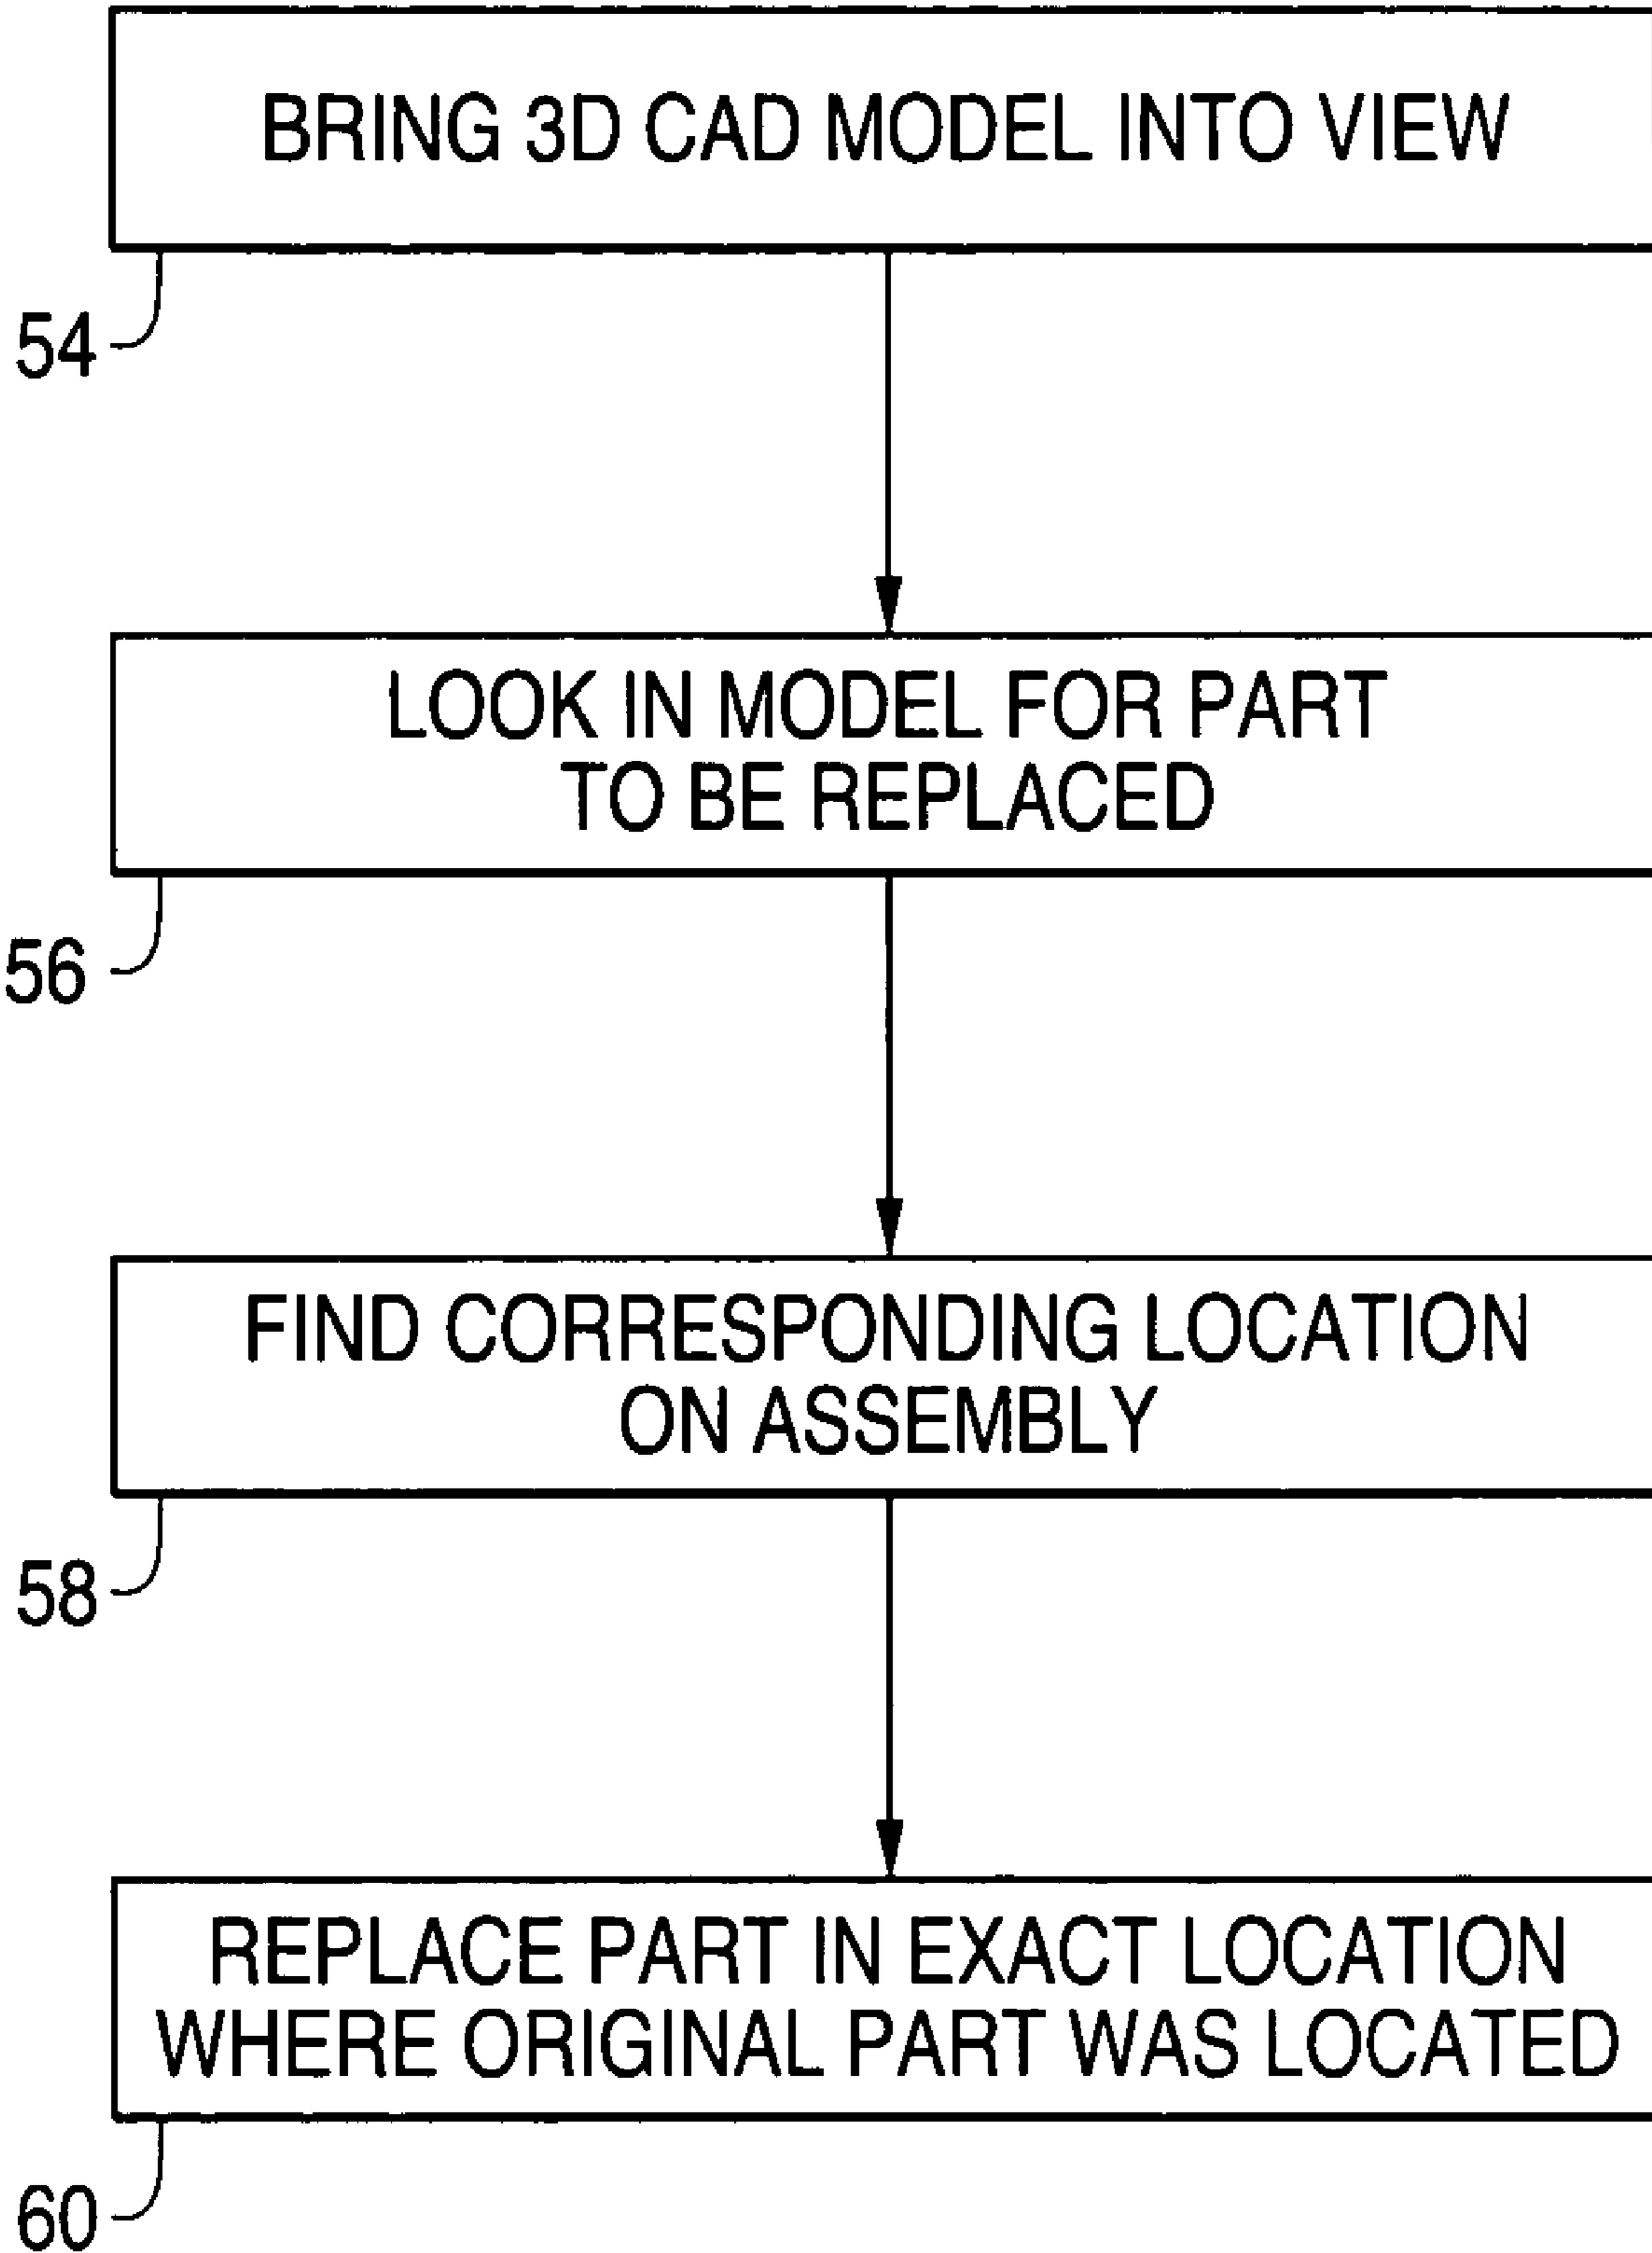 BRING 3D CAD MODEL INTO VIEW
54
LOOK IN MODEL FOR PART
TO BE REPLACED
56
FIND CORRESPONDING LOCATION
ON ASSEMBLY
58
REPLACE PART IN EXACT LOCATION
WHERE ORIGINAL PART WAS LOCATED
60